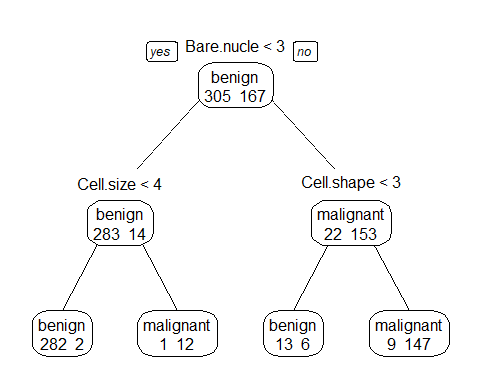 yes Bare.nucle < 3 no
benign
305 167
Cell.size < 4 Cell.shape < 3
benign malignant
283 14 22 153
benign malignant benign malignant
282 2 1 12 13 6 9 147